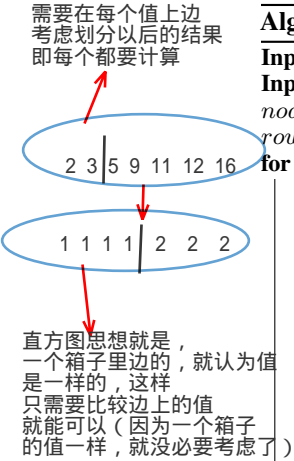 需要在每个值上边
考虑划分以后的结果
即每个都要计算
Alg
Inp
Inp
nod
rou
for
2 3 5 9 11 12 16
1 1 1 1 2 2 2
直方图思想就是，
一个箱子里边的，就认为值
是一样的，这样
只需要比较边上的值
就能可以（因为一个箱子
的值一样，就没必要考虑了）